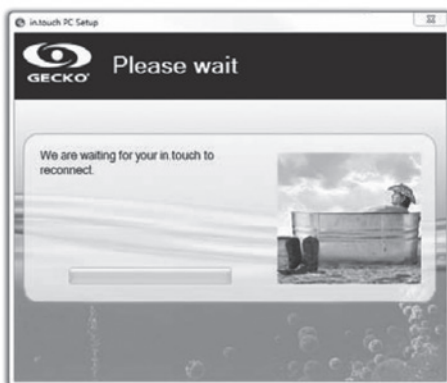 in.touch PC Setup
GECKO
Please wait
We are waiting for your in.touch to
reconnect.